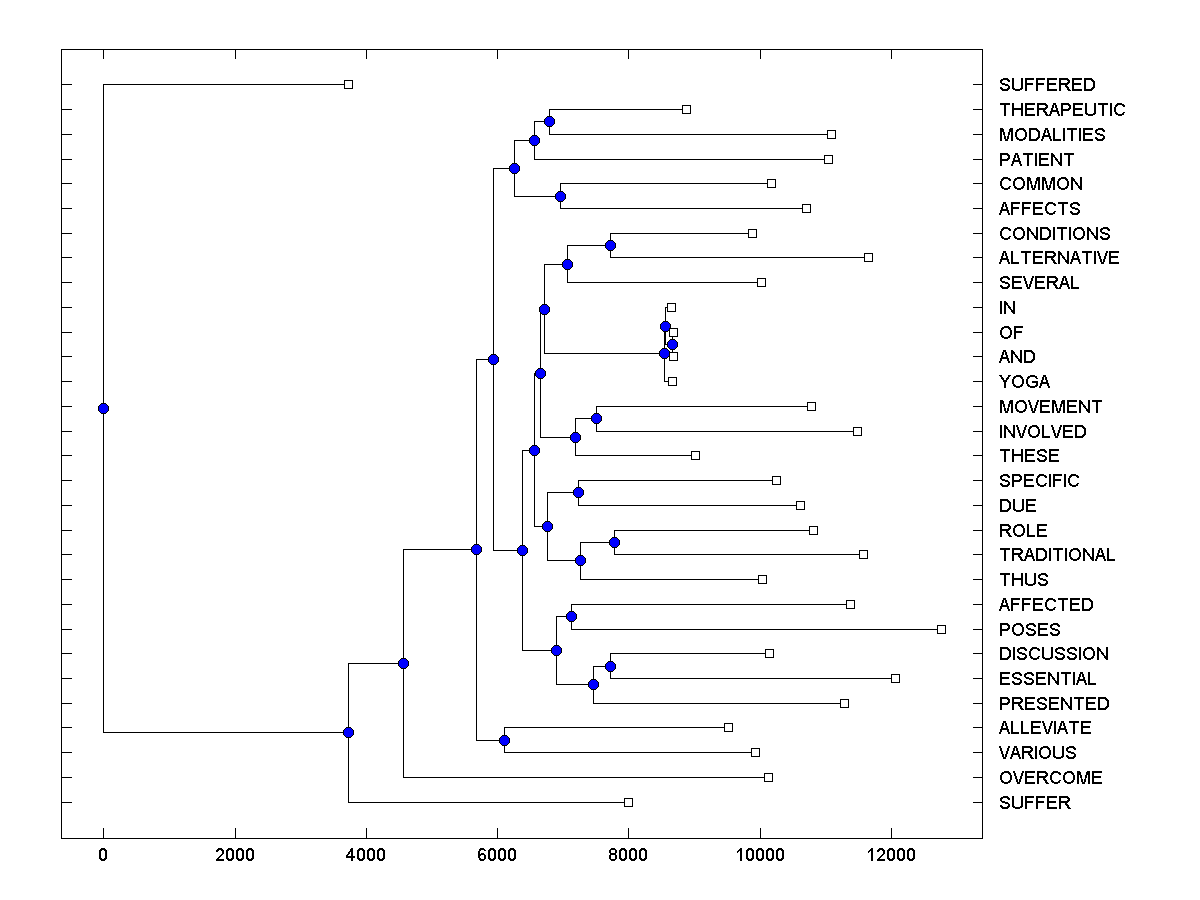 SUFFERED
THERAPEUTIC
MODALITIES
PATIENT
COMMON
AFFECTS
CONDITIONS
ALTERNATIVE
SEVERAL
IN
OF
AND
YOGA
MOVEMENT
INVOLVED
THESE
SPECIFIC
DUE
ROLE
TRADITIONAL
THUS
AFFECTED
POSES
DISCUSSION
ESSENTIAL
PRESENTED
ALLEVIATE
VARIOUS
OVERCOME
SUFFER
0 2000 4000 6000 8000 10000 12000